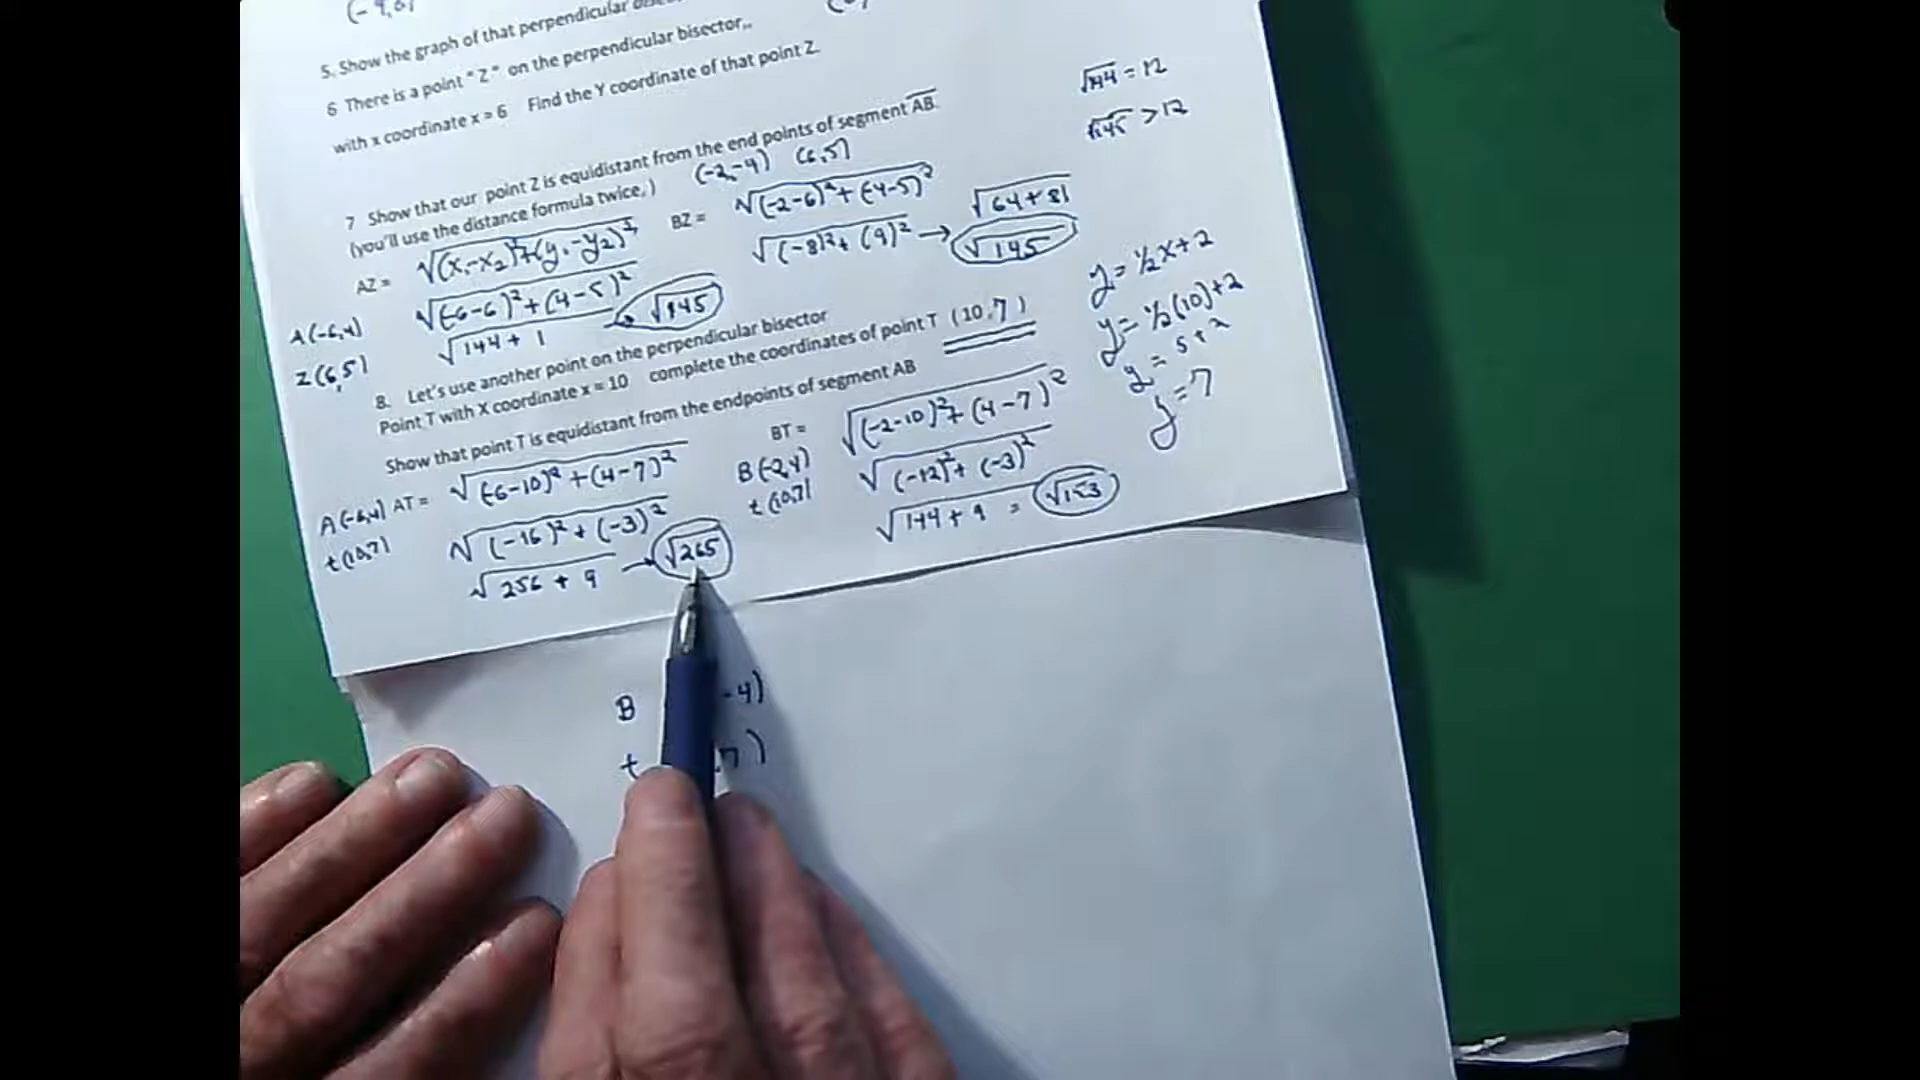 (-4,0)
5. Show the graph of that perpendicular
6 There is a point "Z" on the perpendicular bisector,.
with x coordinate x = 6 Find the Y coordinate of that point Z.
√144 = 12
√145 > 12
7 Show that our point Z is equidistant from the end points of segment AB.
(you'll use the distance formula twice,)
(-2,-4) (6,5)
AZ = √(x₁-x₂)²+(y₁-y₂)²
√(-6-6)²+(4-5)²
√144+1 → √145
A(-6,4)
Z(6,5)
BZ = √(-2-6)²+(-4-5)²
√(-8)²+(9)² → √64+81
√145
8. Let's use another point on the perpendicular bisector
Point T with X coordinate x = 10 complete the coordinates of point T (10,7)
y = ½x+2
y = ½(10)+2
y = 5+2
y = 7
Show that point T is equidistant from the endpoints of segment AB
A(-6,4) AT = √(-6-10)²+(4-7)²
t(10,7)
√(-16)²+(-3)²
√256+9 → √265
BT = √(-2-10)²+(4-7)²
B(-2,4)
t(10,7)
√(-12)²+(-3)²
√144+9 = √153
B -4)
t ,7)